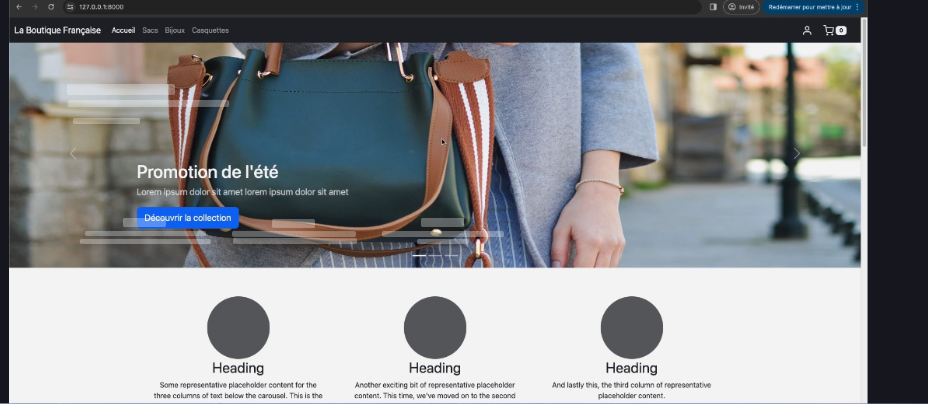 127.0.0.1:8000
Invité
Redémarrer pour mettre à jour
La Boutique Française Accueil Sacs Bijoux Casquettes
0
Promotion de l'été
Lorem ipsum dolor sit amet lorem ipsum dolor sit amet
Découvrir la collection
Heading
Some representative placeholder content for the
three columns of text below the carousel. This is the
Heading
Another exciting bit of representative placeholder
content. This time, we've moved on to the second
Heading
And lastly this, the third column of representative
placeholder content.